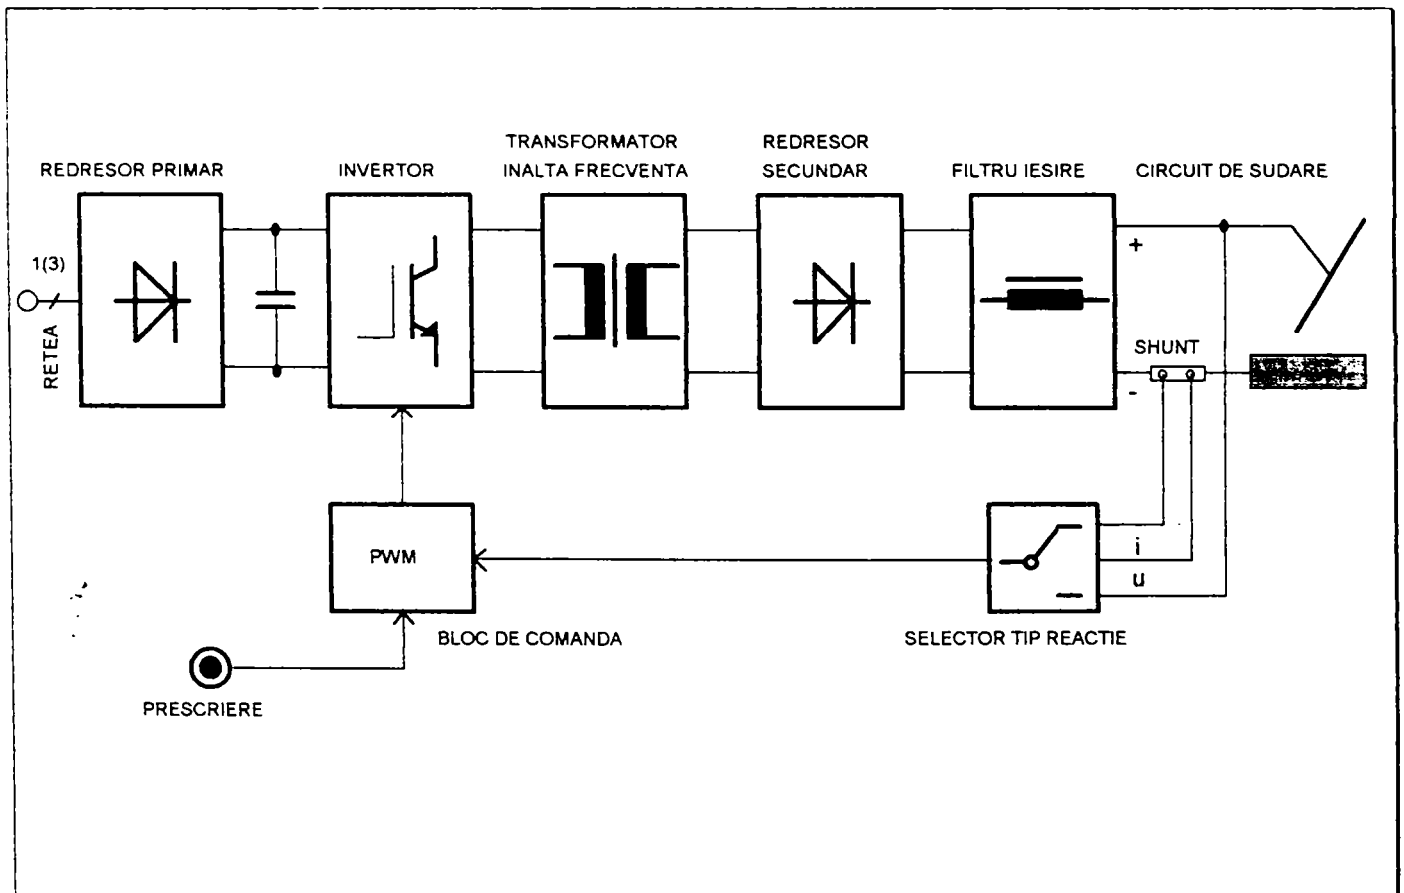 TRANSFORMATOR
REDRESOR
REDRESOR PRIMAR
INVERTOR
INALTA FRECVENTA
SECUNDAR
FILTRU IESIRE
CIRCUIT DE SUDARE
1(3)
RETEA
+
SHUNT
-
PWM
i
u
BLOC DE COMANDA
SELECTOR TIP REACTIE
PRESCRIERE